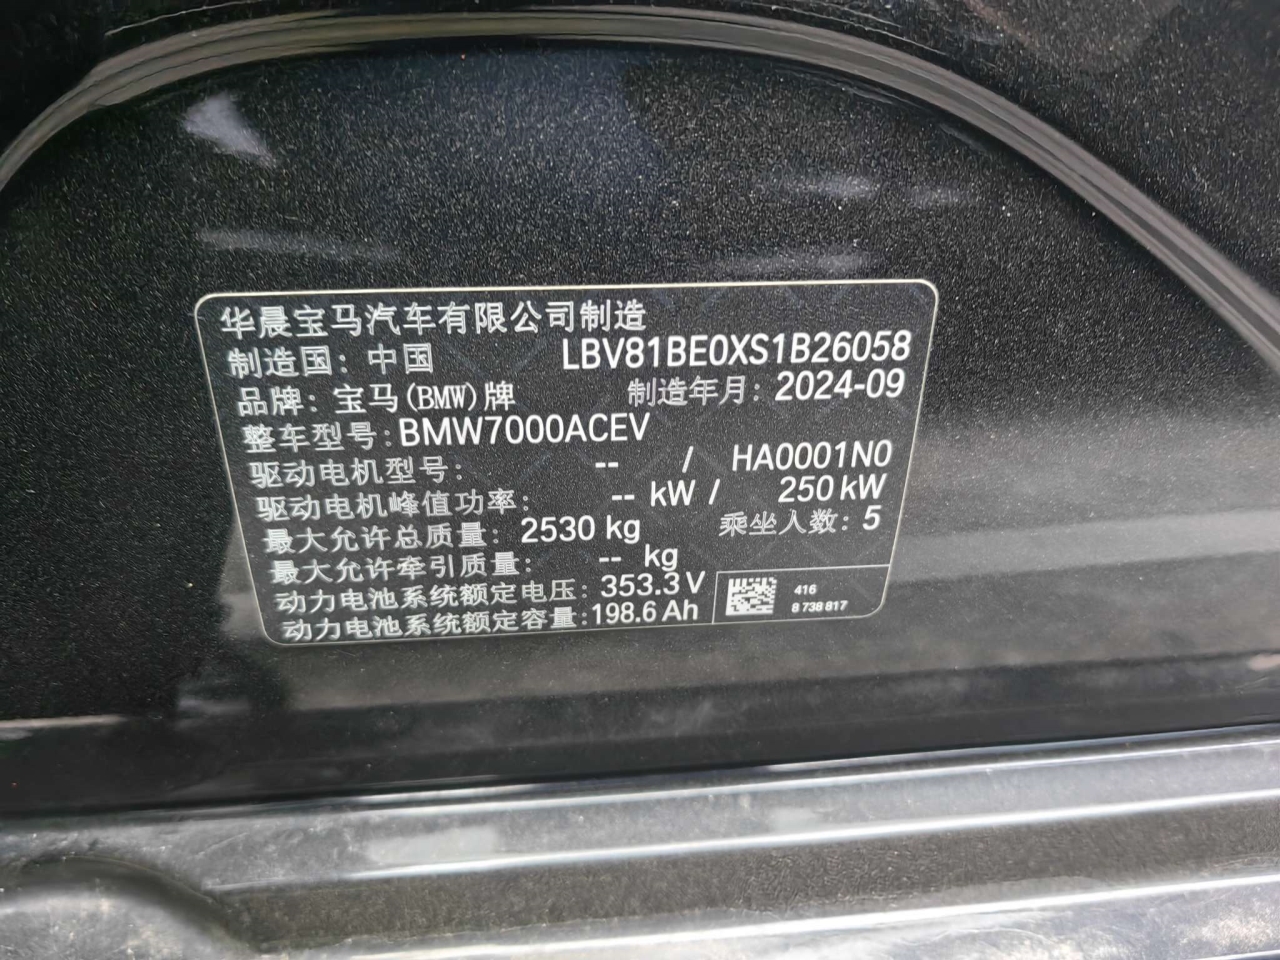 华晨宝马汽车有限公司制造
制造国：中国 LBV81BE0XS1B26058
品牌：宝马(BMW)牌 制造年月：2024-09
整车型号：BMW7000ACEV
驱动电机型号： -- / HA0001N0
驱动电机峰值功率： -- kW / 250 kW
最大允许总质量： 2530 kg 乘坐人数：5
最大允许牵引质量： -- kg
动力电池系统额定电压：353.3 V
动力电池系统额定容量：198.6 Ah
416
8 738 817